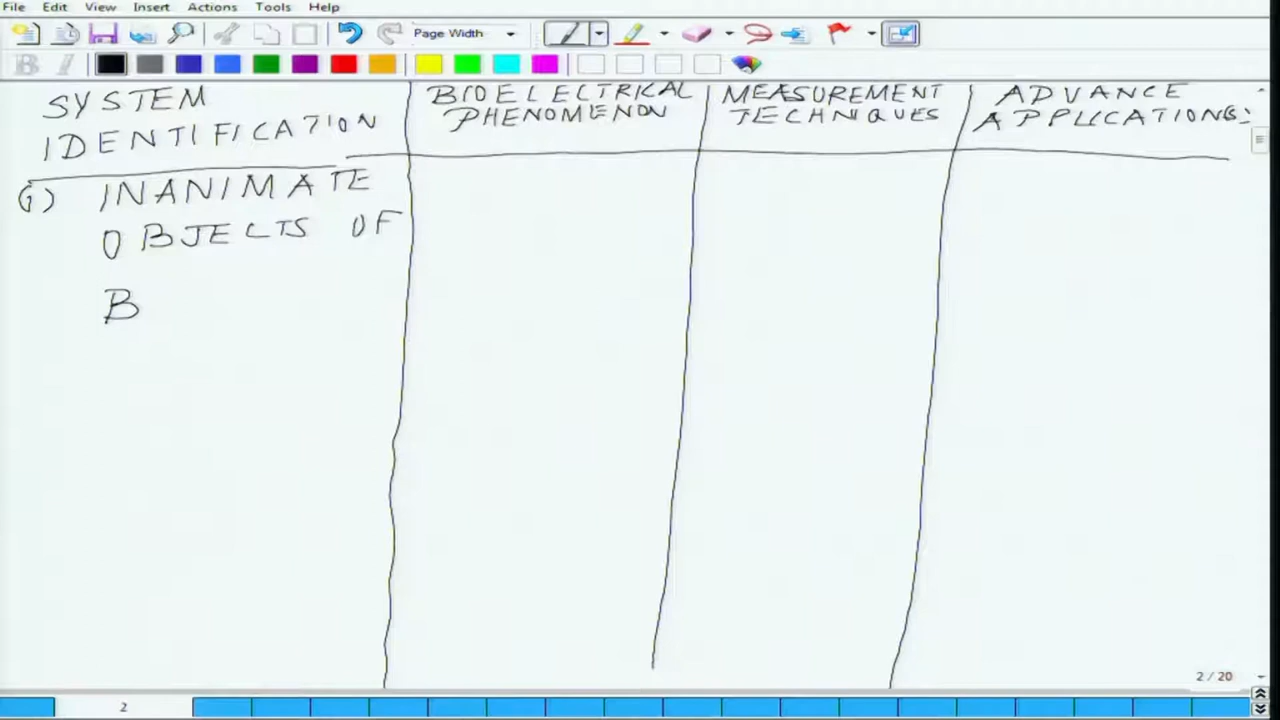 File Edit View Insert Actions Tools Help
Page Width
SYSTEM
IDENTIFICATION
BIOELECTRICAL
PHENOMENON
MEASUREMENT
TECHNIQUES
ADVANCE
APPLICATIONS:
(1) INANIMATE
OBJECTS OF
B
2 / 20
2